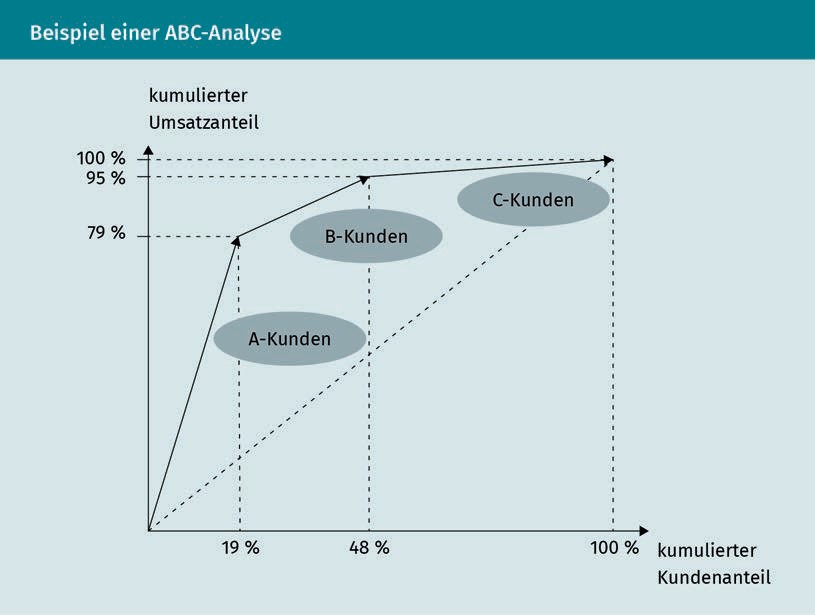 Beispiel einer ABC-Analyse
kumulierter
Umsatzanteil
100 %
95 %
79 %
C-Kunden
B-Kunden
A-Kunden
19 %
48 %
100 %
kumulierter
Kundenanteil